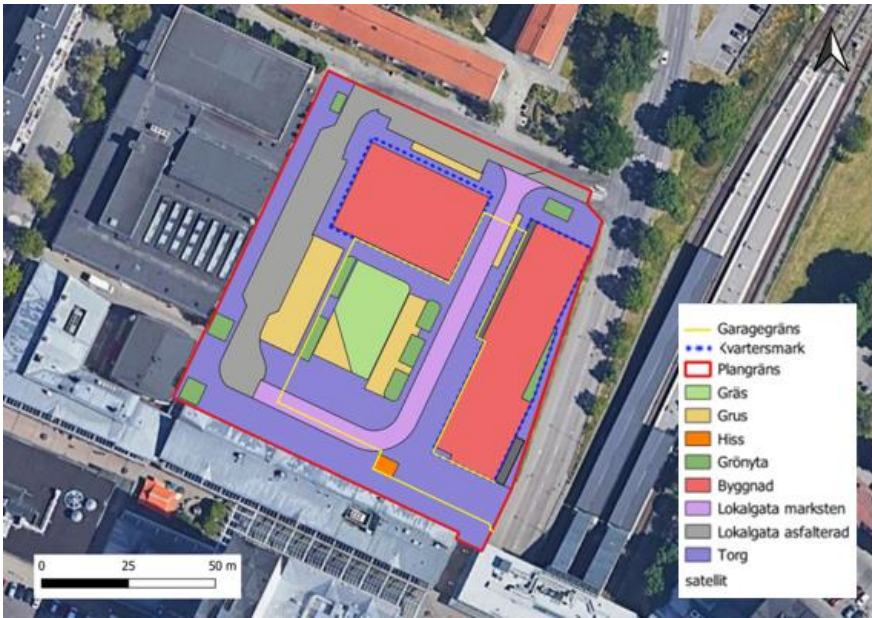 Garagegräns
Kvartersmark
Plangräns
Gräs
Grus
Hiss
Grönyta
Byggnad
Lokalgata marksten
Lokalgata asfalterad
Torg
satellit
0 25 50 m